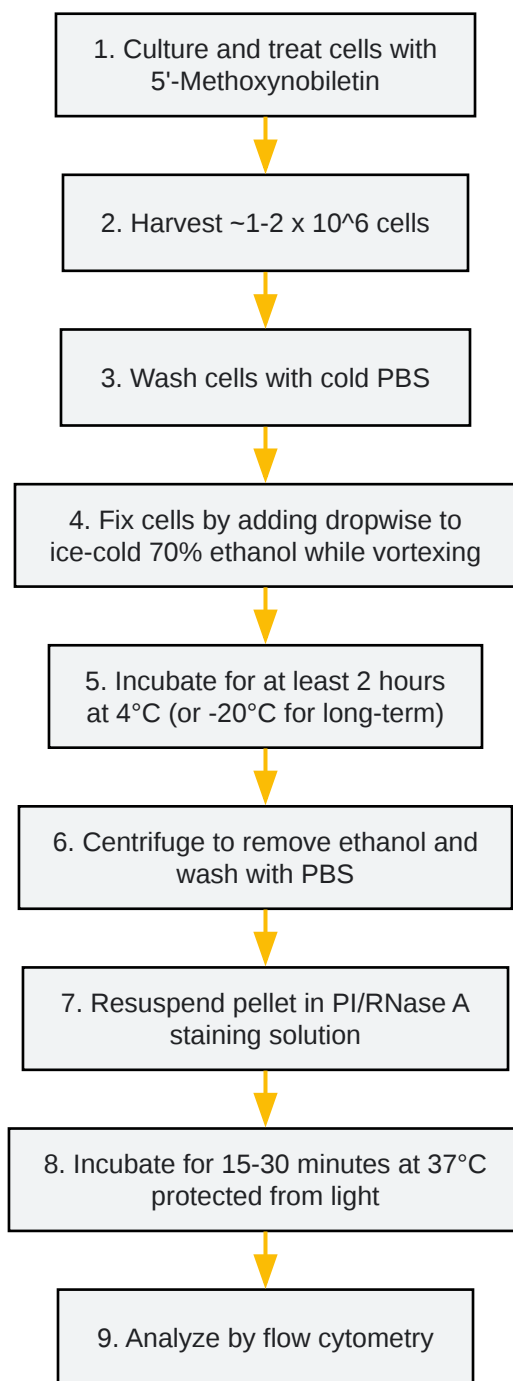 1. Culture and treat cells with
5'-Methoxynobiletin
2. Harvest ~1-2 x 10^6 cells
3. Wash cells with cold PBS
4. Fix cells by adding dropwise to
ice-cold 70% ethanol while vortexing
5. Incubate for at least 2 hours
at 4°C (or -20°C for long-term)
6. Centrifuge to remove ethanol and
wash with PBS
7. Resuspend pellet in PI/RNase A
staining solution
8. Incubate for 15-30 minutes at 37°C
protected from light
9. Analyze by flow cytometry